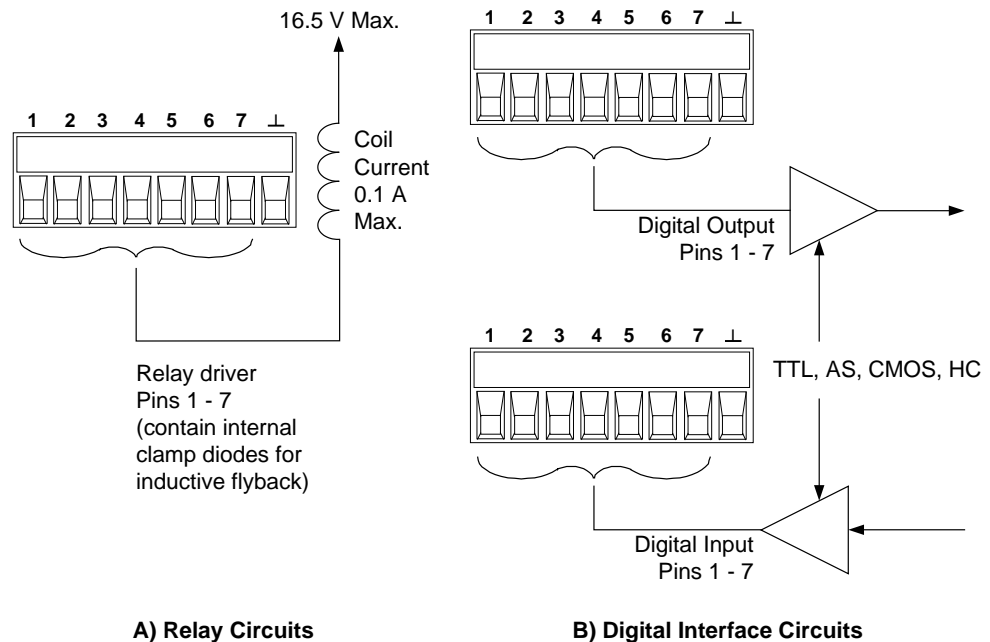 16.5 V Max.
1 2 3 4 5 6 7 ⊥
Coil
Current
0.1 A
Max.
Relay driver
Pins 1 - 7
(contain internal
clamp diodes for
inductive flyback)
A) Relay Circuits
1 2 3 4 5 6 7 ⊥
Digital Output
Pins 1 - 7
TTL, AS, CMOS, HC
1 2 3 4 5 6 7 ⊥
Digital Input
Pins 1 - 7
B) Digital Interface Circuits